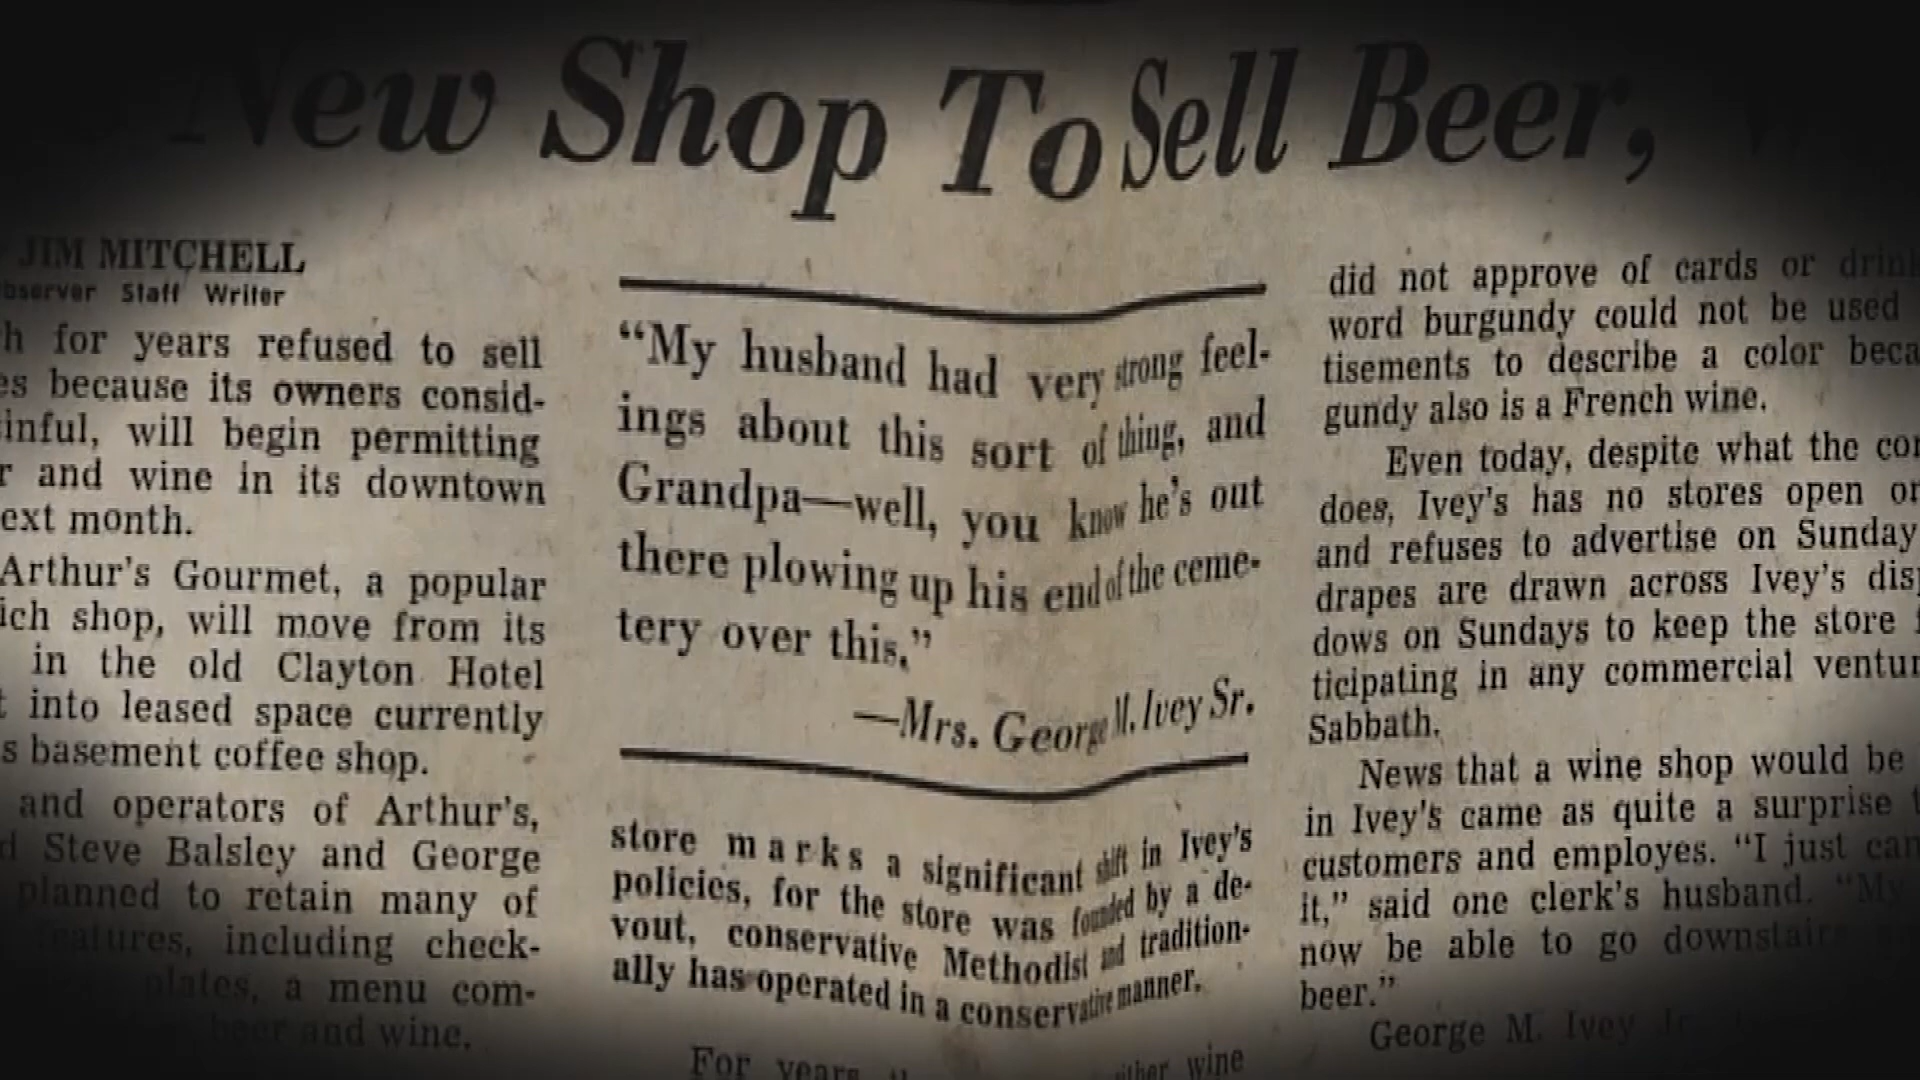 New Shop To Sell Beer,
JIM MITCHELL
Observer Staff Writer
for years refused to sell
because its owners consid-
will begin permitting
and wine in its downtown
month.
Arthur's Gourmet, a popular
shop, will move from its
in the old Clayton Hotel
into leased space currently
basement coffee shop.
and operators of Arthur's,
Steve Balsley and George
planned to retain many of
features, including check-
plates, a menu com-
beer and wine.
“My husband had very strong feel-
ings about this sort of thing, and
Grandpa—well, you know he's out
there plowing up his end of the ceme-
tery over this.”
—Mrs. George M. Ivey Sr.
store marks a significant shift in Ivey's
policies, for the store was founded by a de-
vout, conservative Methodist and tradition-
ally has operated in a conservative manner.
For years wine
did not approve of cards or
word burgundy could not be used
tisements to describe a color
gundy also is a French wine.
Even today, despite what the
does, Ivey's has no stores open
and refuses to advertise on Sunday
drapes are drawn across Ivey's
dows on Sundays to keep the store
ticipating in any commercial
Sabbath.
News that a wine shop would be
in Ivey's came as quite a surprise
customers and employes. “I just
it,” said one clerk's husband. “My
now be able to go downstairs
beer.”
George M. Ivey Jr.